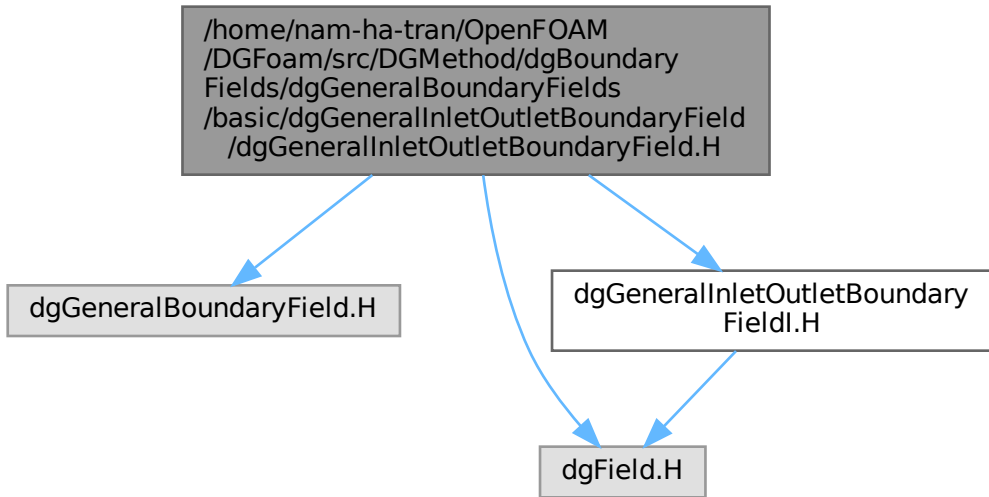 /home/nam-ha-tran/OpenFOAM
/DGFoam/src/DGMethod/dgBoundary
Fields/dgGeneralBoundaryFields
/basic/dgGeneralInletOutletBoundaryField
/dgGeneralInletOutletBoundaryField.H
dgGeneralBoundaryField.H
dgGeneralInletOutletBoundary
FieldI.H
dgField.H